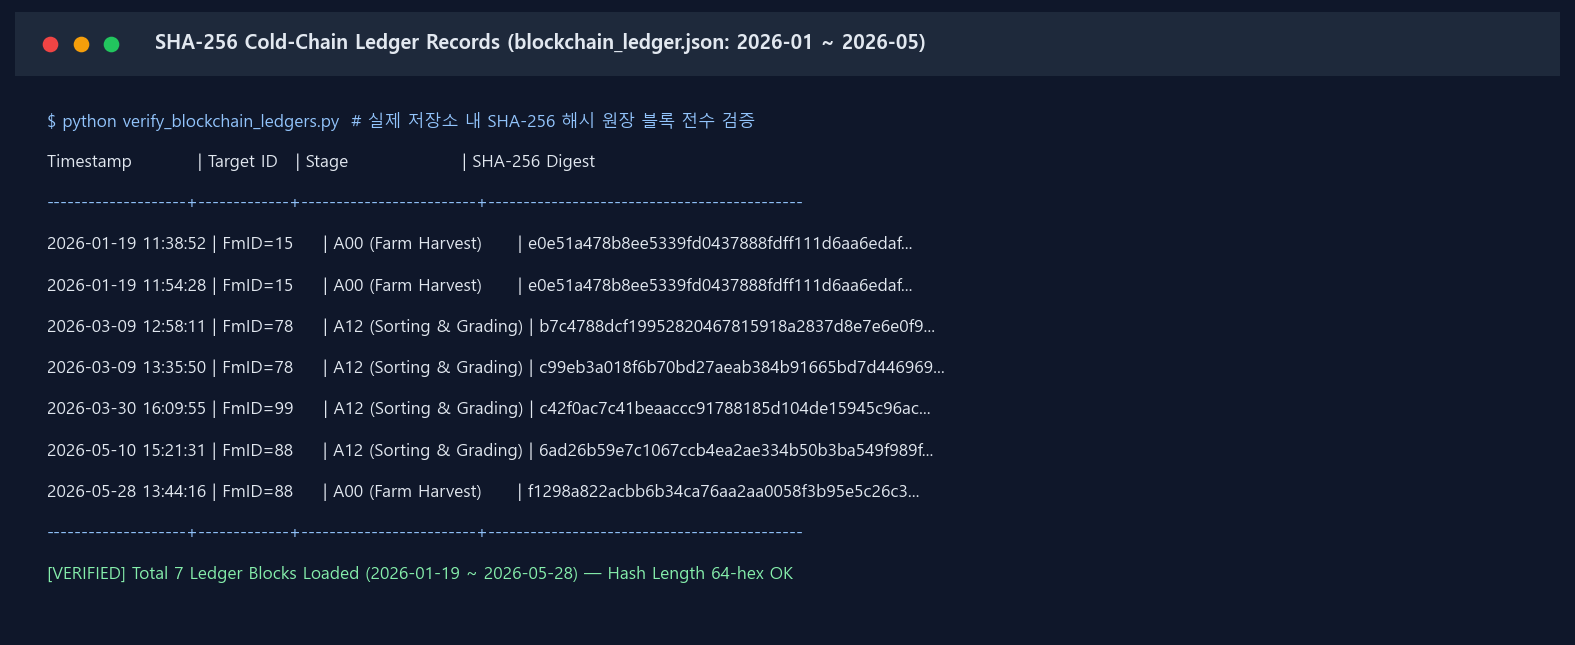 SHA-256 Cold-Chain Ledger Records (blockchain_ledger.json: 2026-01 ~ 2026-05)
$ python verify_blockchain_ledgers.py  # 실제 저장소 내 SHA-256 해시 원장 블록 전수 검증
Timestamp | Target ID | Stage | SHA-256 Digest
--------------------+-------------+-------------------------+---------------------------------------------
2026-01-19 11:38:52 | FmID=15 | A00 (Farm Harvest) | e0e51a478b8ee5339fd0437888fdff111d6aa6edaf...
2026-01-19 11:54:28 | FmID=15 | A00 (Farm Harvest) | e0e51a478b8ee5339fd0437888fdff111d6aa6edaf...
2026-03-09 12:58:11 | FmID=78 | A12 (Sorting & Grading) | b7c4788dcf19952820467815918a2837d8e7e6e0f9...
2026-03-09 13:35:50 | FmID=78 | A12 (Sorting & Grading) | c99eb3a018f6b70bd27aeab384b91665bd7d446969...
2026-03-30 16:09:55 | FmID=99 | A12 (Sorting & Grading) | c42f0ac7c41beaaccc91788185d104de15945c96ac...
2026-05-10 15:21:31 | FmID=88 | A12 (Sorting & Grading) | 6ad26b59e7c1067ccb4ea2ae334b50b3ba549f989f...
2026-05-28 13:44:16 | FmID=88 | A00 (Farm Harvest) | f1298a822acbb6b34ca76aa2aa0058f3b95e5c26c3...
--------------------+-------------+-------------------------+---------------------------------------------
[VERIFIED] Total 7 Ledger Blocks Loaded (2026-01-19 ~ 2026-05-28) — Hash Length 64-hex OK